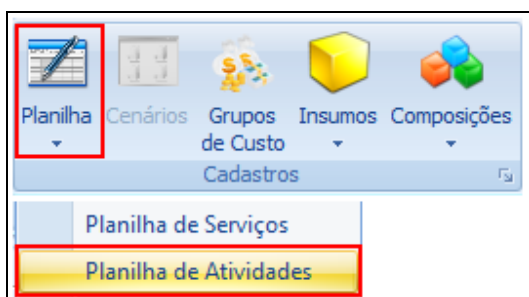 Planilha Cenários Grupos de Custo Insumos Composições
Cadastros
Planilha de Serviços
Planilha de Atividades